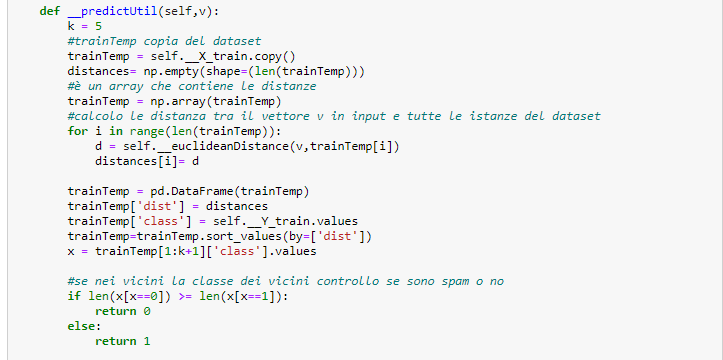 def __predictUtil(self,v):
    k = 5
    #trainTemp copia del dataset
    trainTemp = self.__X_train.copy()
    distances= np.empty(shape=(len(trainTemp)))
    #è un array che contiene le distanze
    trainTemp = np.array(trainTemp)
    #calcolo le distanza tra il vettore v in input e tutte le istanze del dataset
    for i in range(len(trainTemp)):
        d = self.__euclideanDistance(v,trainTemp[i])
        distances[i]= d

    trainTemp = pd.DataFrame(trainTemp)
    trainTemp['dist'] = distances
    trainTemp['class'] = self.__Y_train.values
    trainTemp=trainTemp.sort_values(by=['dist'])
    x = trainTemp[1:k+1]['class'].values

    #se nei vicini la classe dei vicini controllo se sono spam o no
    if len(x[x==0]) >= len(x[x==1]):
        return 0
    else:
        return 1